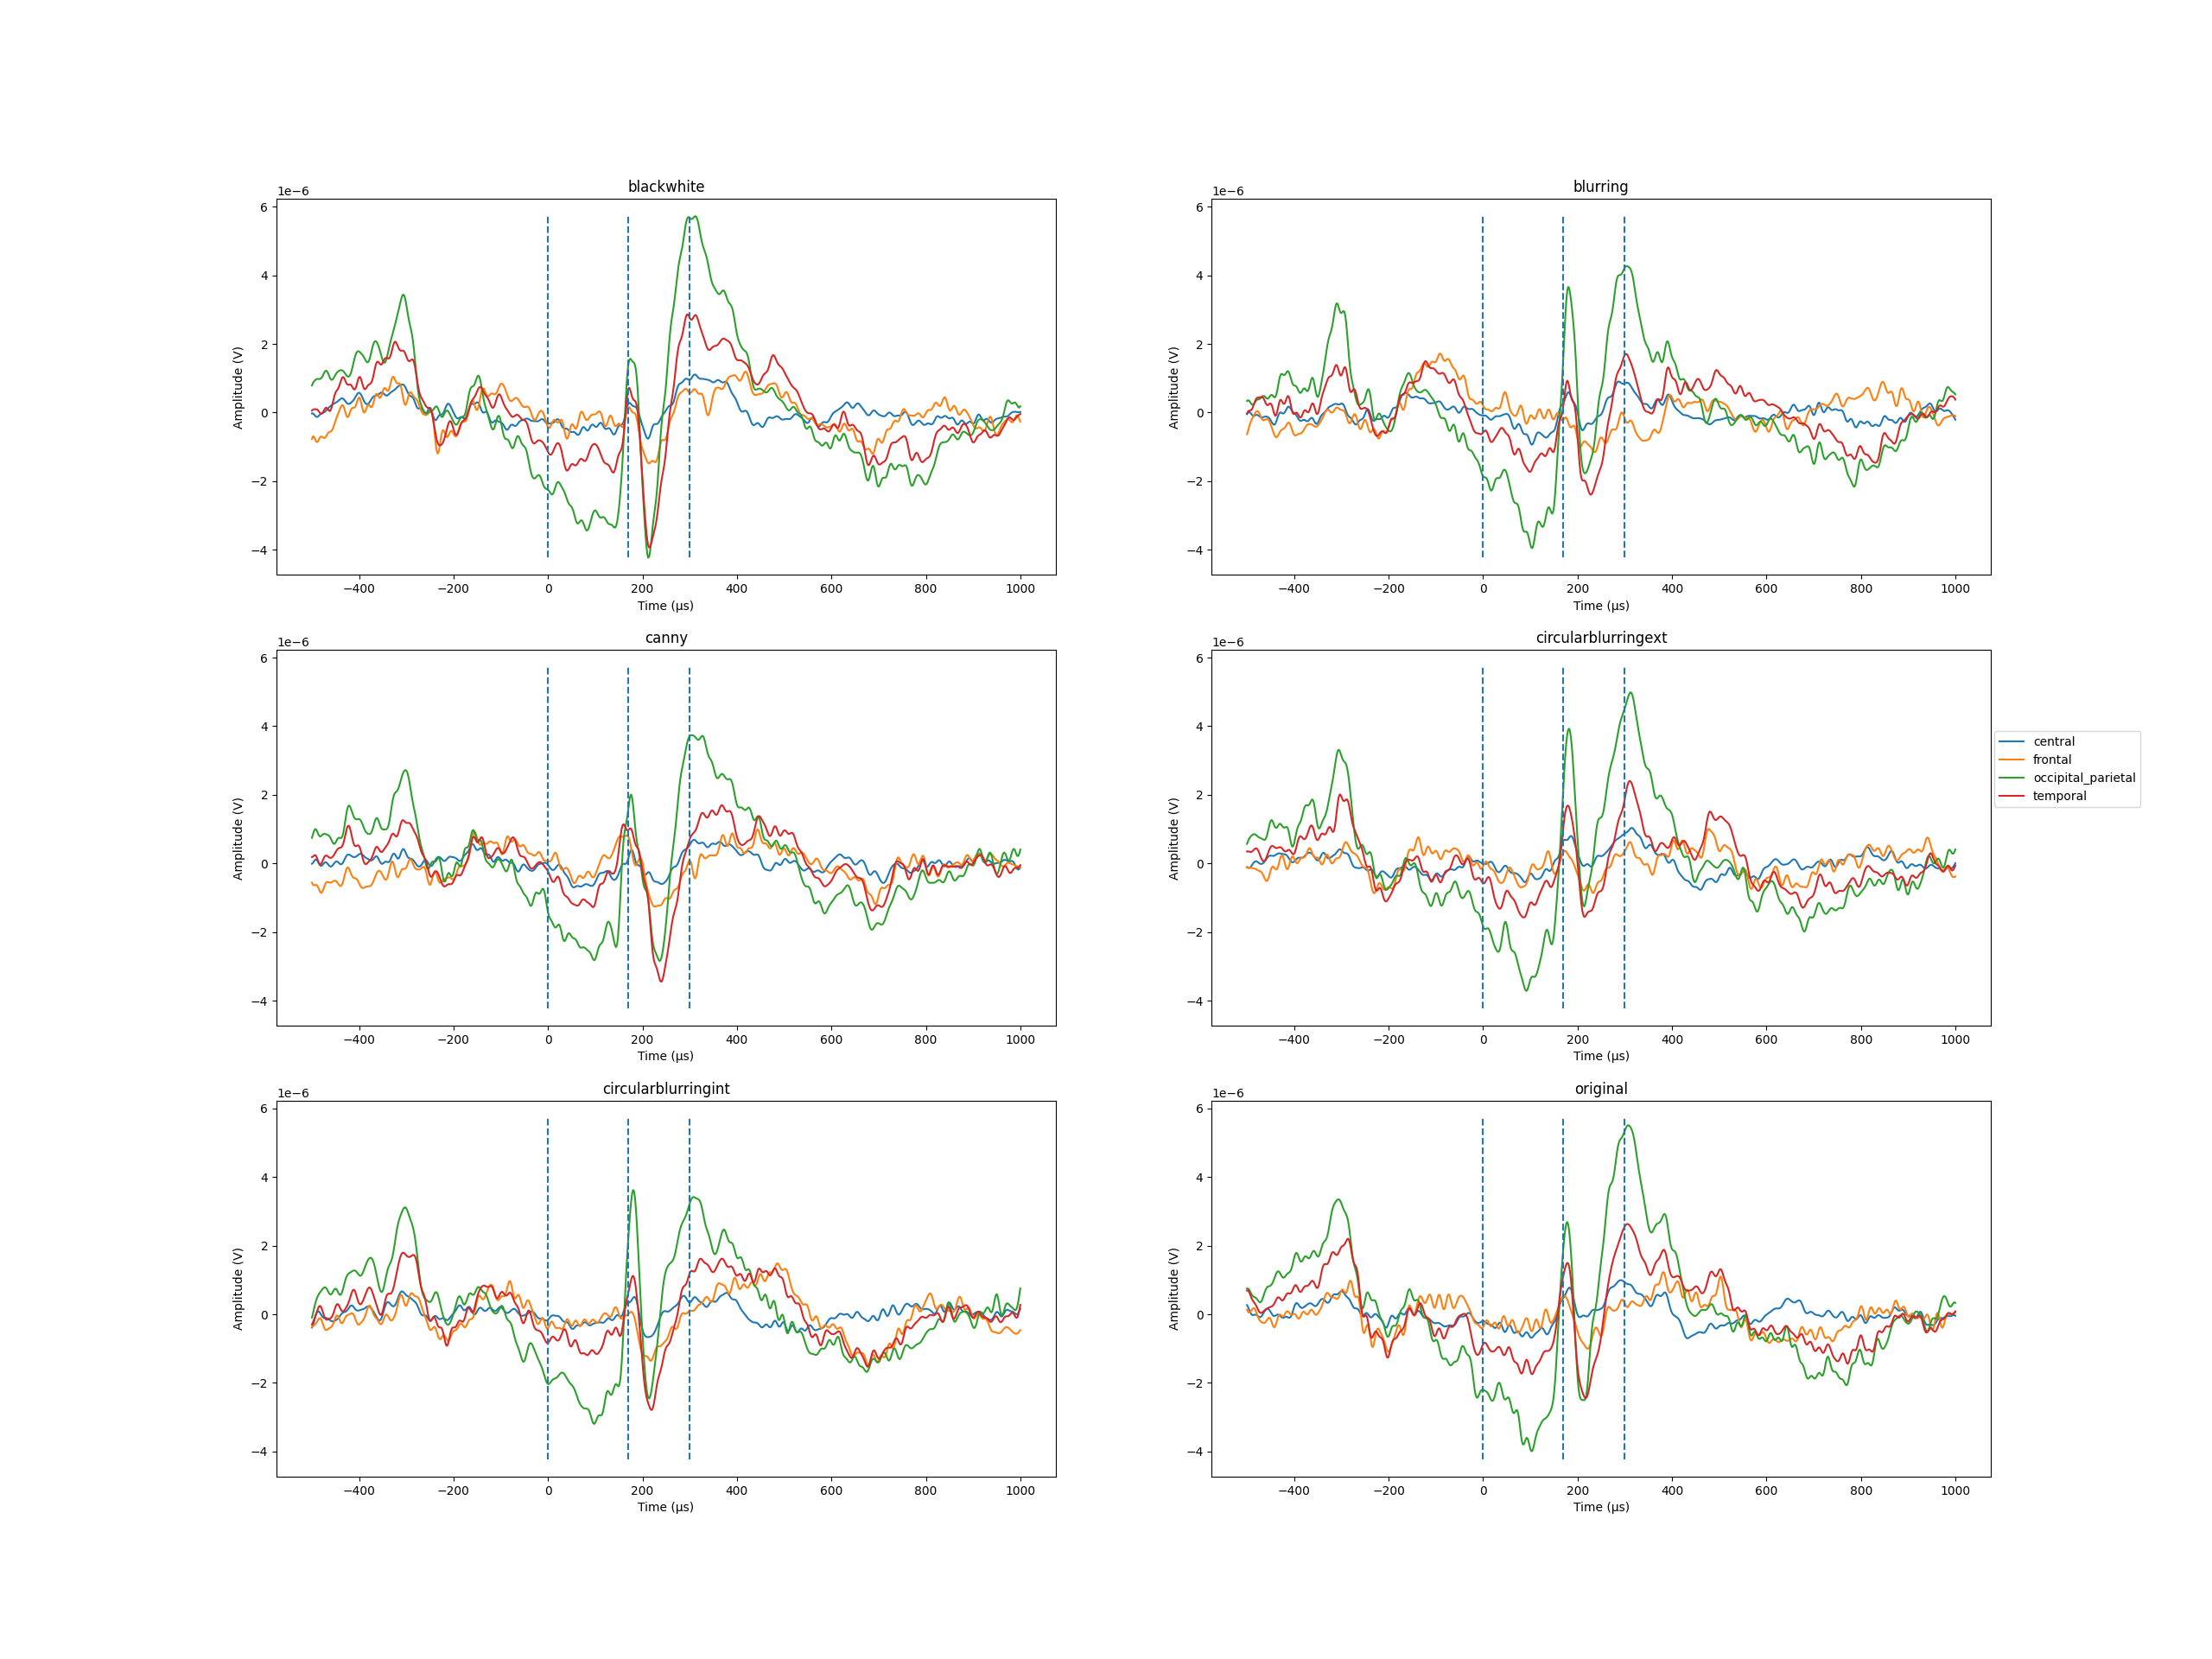 blackwhite
1e−6
Amplitude (V)
6
4
2
0
−2
−4
−400 −200 0 200 400 600 800 1000
Time (μs)
blurring
1e−6
Amplitude (V)
6
4
2
0
−2
−4
−400 −200 0 200 400 600 800 1000
Time (μs)
canny
1e−6
Amplitude (V)
6
4
2
0
−2
−4
−400 −200 0 200 400 600 800 1000
Time (μs)
circularblurringext
1e−6
Amplitude (V)
6
4
2
0
−2
−4
−400 −200 0 200 400 600 800 1000
Time (μs)
central
frontal
occipital_parietal
temporal
circularblurringint
1e−6
Amplitude (V)
6
4
2
0
−2
−4
−400 −200 0 200 400 600 800 1000
Time (μs)
original
1e−6
Amplitude (V)
6
4
2
0
−2
−4
−400 −200 0 200 400 600 800 1000
Time (μs)